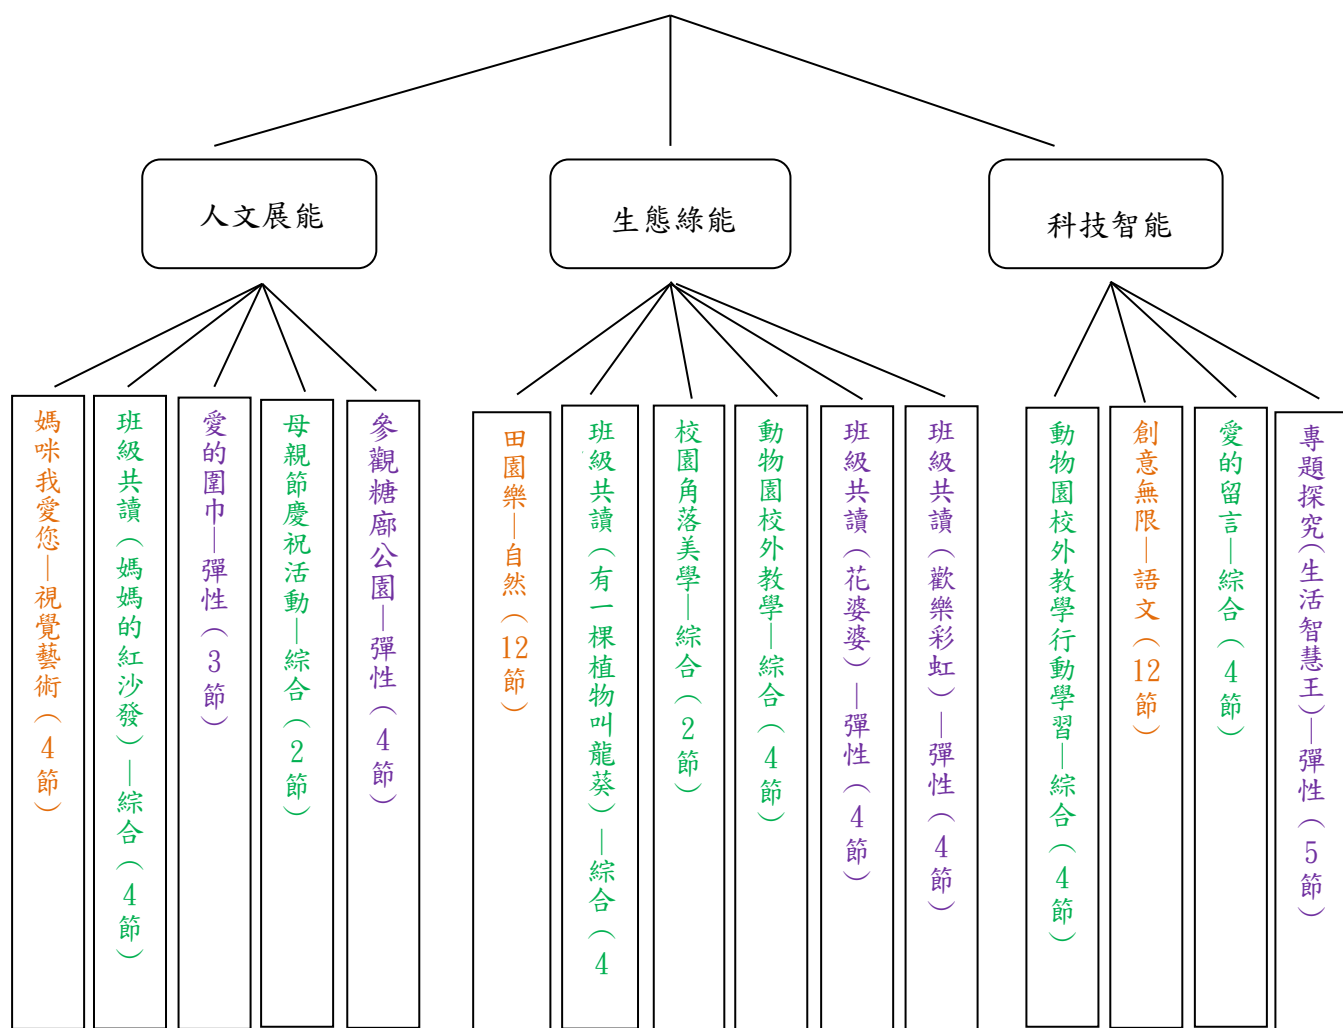 人文展能
生態綠能
科技智能
媽咪我愛您—視覺藝術（4節）
班級共讀（媽媽的紅沙發）—綜合（4節）
愛的圍巾—彈性（3節）
母親節慶祝活動—綜合（2節）
參觀糖廍公園—彈性（4節）
田園樂—自然（12節）
班級共讀（有一棵植物叫龍葵）—綜合（4
校園角落美學—綜合（2節）
動物園校外教學—綜合（4節）
班級共讀（花婆婆）—彈性（4節）
班級共讀（歡樂彩虹）—彈性（4節）
動物園校外教學行動學習—綜合（4節）
創意無限—語文（12節）
愛的留言—綜合（4節）
專題探究(生活智慧王)—彈性（5節）